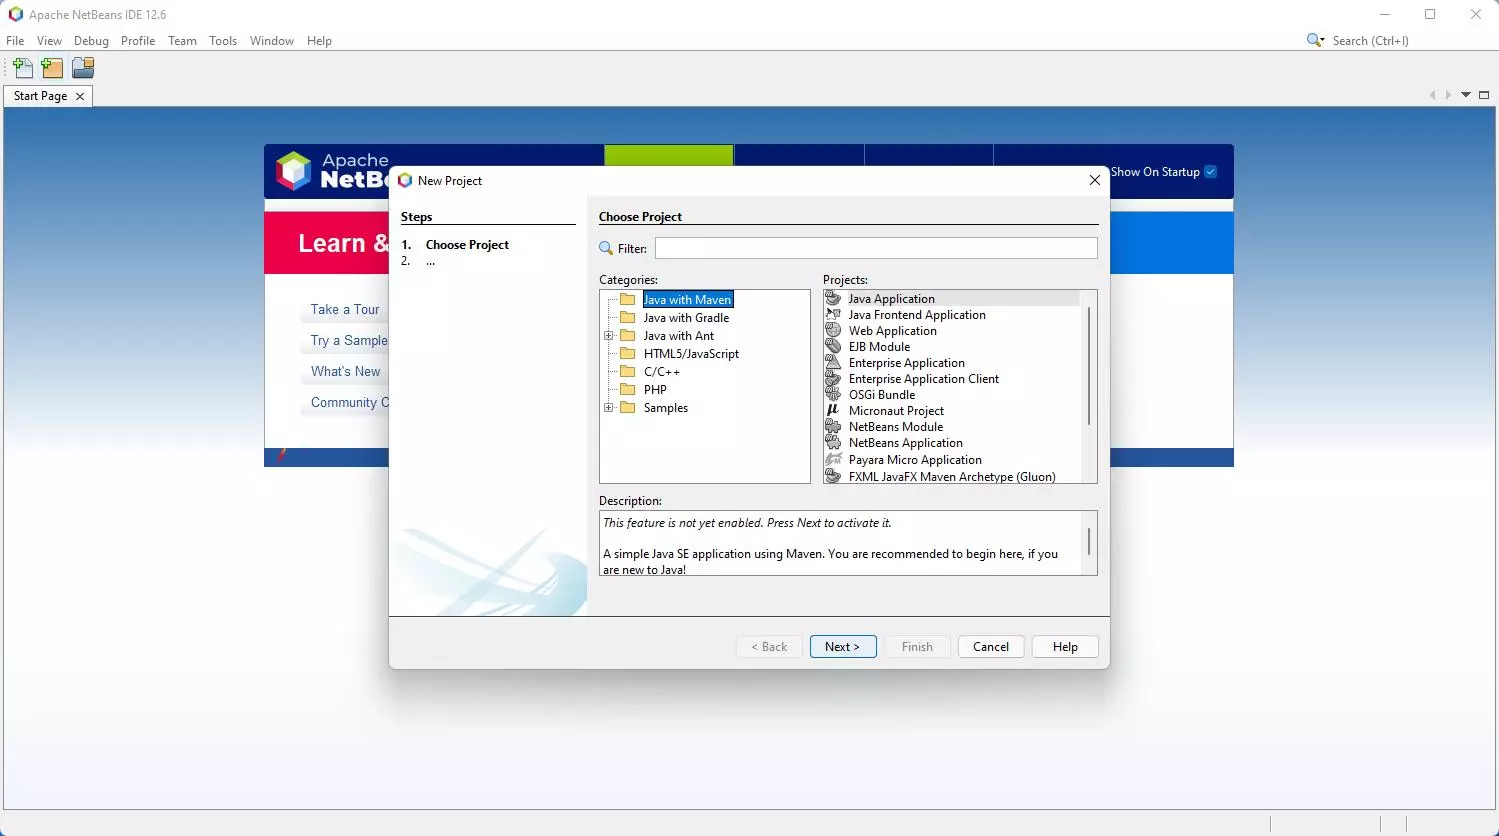 Apache NetBeans IDE 12.6
File View Debug Profile Team Tools Window Help
Search (Ctrl+I)
Start Page
Apache
NetB
Show On Startup
Learn &
Take a Tour
Try a Sample
What's New
Community C
New Project
Steps
1. Choose Project
2. ...
Choose Project
Filter:
Categories:
Java with Maven
Java with Gradle
Java with Ant
HTML5/JavaScript
C/C++
PHP
Samples
Projects:
Java Application
Java Frontend Application
Web Application
EJB Module
Enterprise Application
Enterprise Application Client
OSGi Bundle
Micronaut Project
NetBeans Module
NetBeans Application
Payara Micro Application
FXML JavaFX Maven Archetype (Gluon)
Description:
This feature is not yet enabled. Press Next to activate it.
A simple Java SE application using Maven. You are recommended to begin here, if you
are new to Java!
< Back
Next >
Finish
Cancel
Help